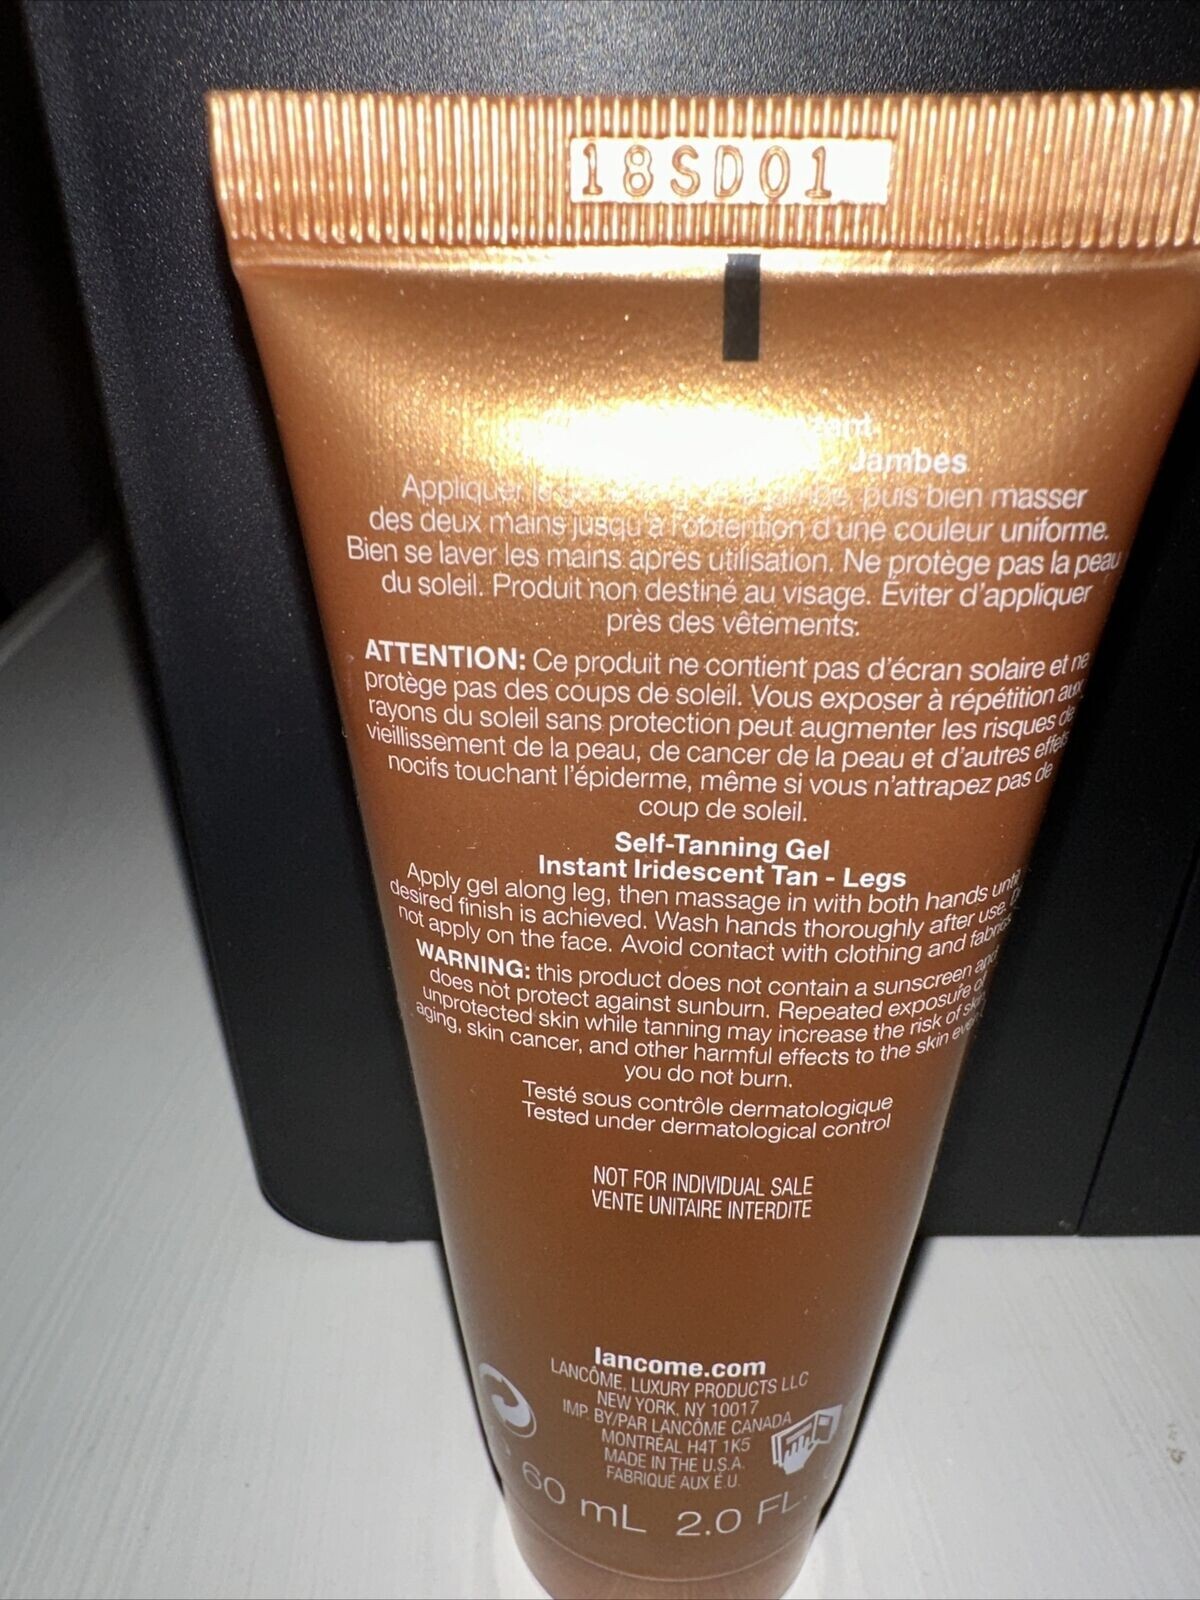 18SD01
Jambes
Appliquer le puis bien masser
des deux mains jusqu'à l'obtention d'une couleur uniforme.
Bien se laver les mains après utilisation. Ne protège pas la peau
du soleil. Produit non destiné au visage. Éviter d'appliquer
près des vêtements.
ATTENTION: Ce produit ne contient pas d'écran solaire et ne
protège pas des coups de soleil. Vous exposer à répétition aux
rayons du soleil sans protection peut augmenter les risques de
vieillissement de la peau, de cancer de la peau et d'autres effets
nocifs touchant l'épiderme, même si vous n'attrapez pas de
coup de soleil.
Self-Tanning Gel
Instant Iridescent Tan - Legs
Apply gel along leg, then massage in with both hands until
desired finish is achieved. Wash hands thoroughly after use.
not apply on the face. Avoid contact with clothing and fabrics
WARNING: this product does not contain a sunscreen and
does not protect against sunburn. Repeated exposure of
unprotected skin while tanning may increase the risk of skin
aging, skin cancer, and other harmful effects to the skin even
you do not burn.
Testé sous contrôle dermatologique
Tested under dermatological control
NOT FOR INDIVIDUAL SALE
VENTE UNITAIRE INTERDITE
lancome.com
LANCÔME, LUXURY PRODUCTS LLC
NEW YORK, NY 10017
IMP. BY/PAR LANCÔME CANADA
MONTRÉAL H4T 1K5
MADE IN THE U.S.A.
FABRIQUÉ AUX É.U.
60 mL 2.0 FL.